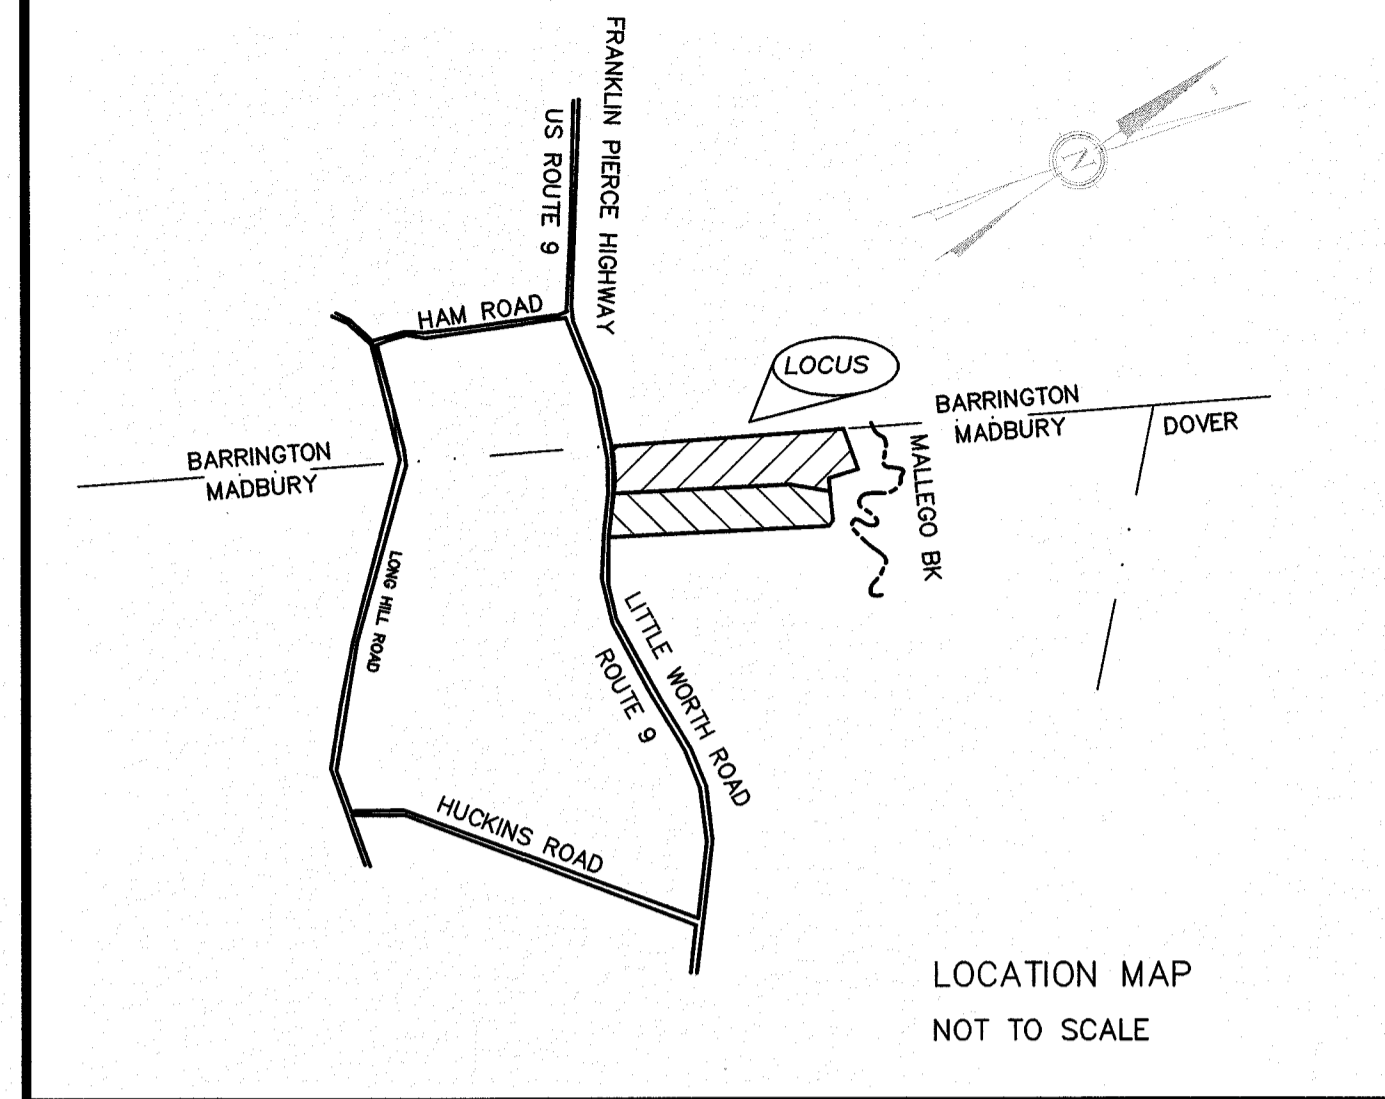 FRANKLIN PIERCE HIGHWAY
US ROUTE 9
N
HAM ROAD
LOCUS
BARRINGTON
MADBURY
DOVER
BARRINGTON
MADBURY
MALLEGO BK
LONG HILL ROAD
LITTLE WORTH ROAD
ROUTE 9
HUCKINS ROAD
LOCATION MAP
NOT TO SCALE